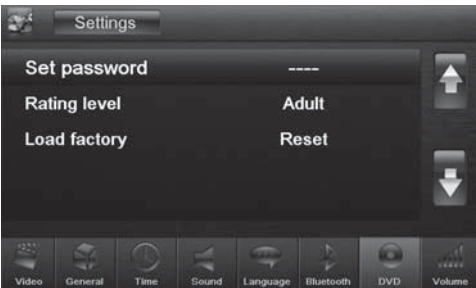 Settings
Set password ----
Rating level Adult
Load factory Reset
Video General Time Sound Language Bluetooth DVD Volume